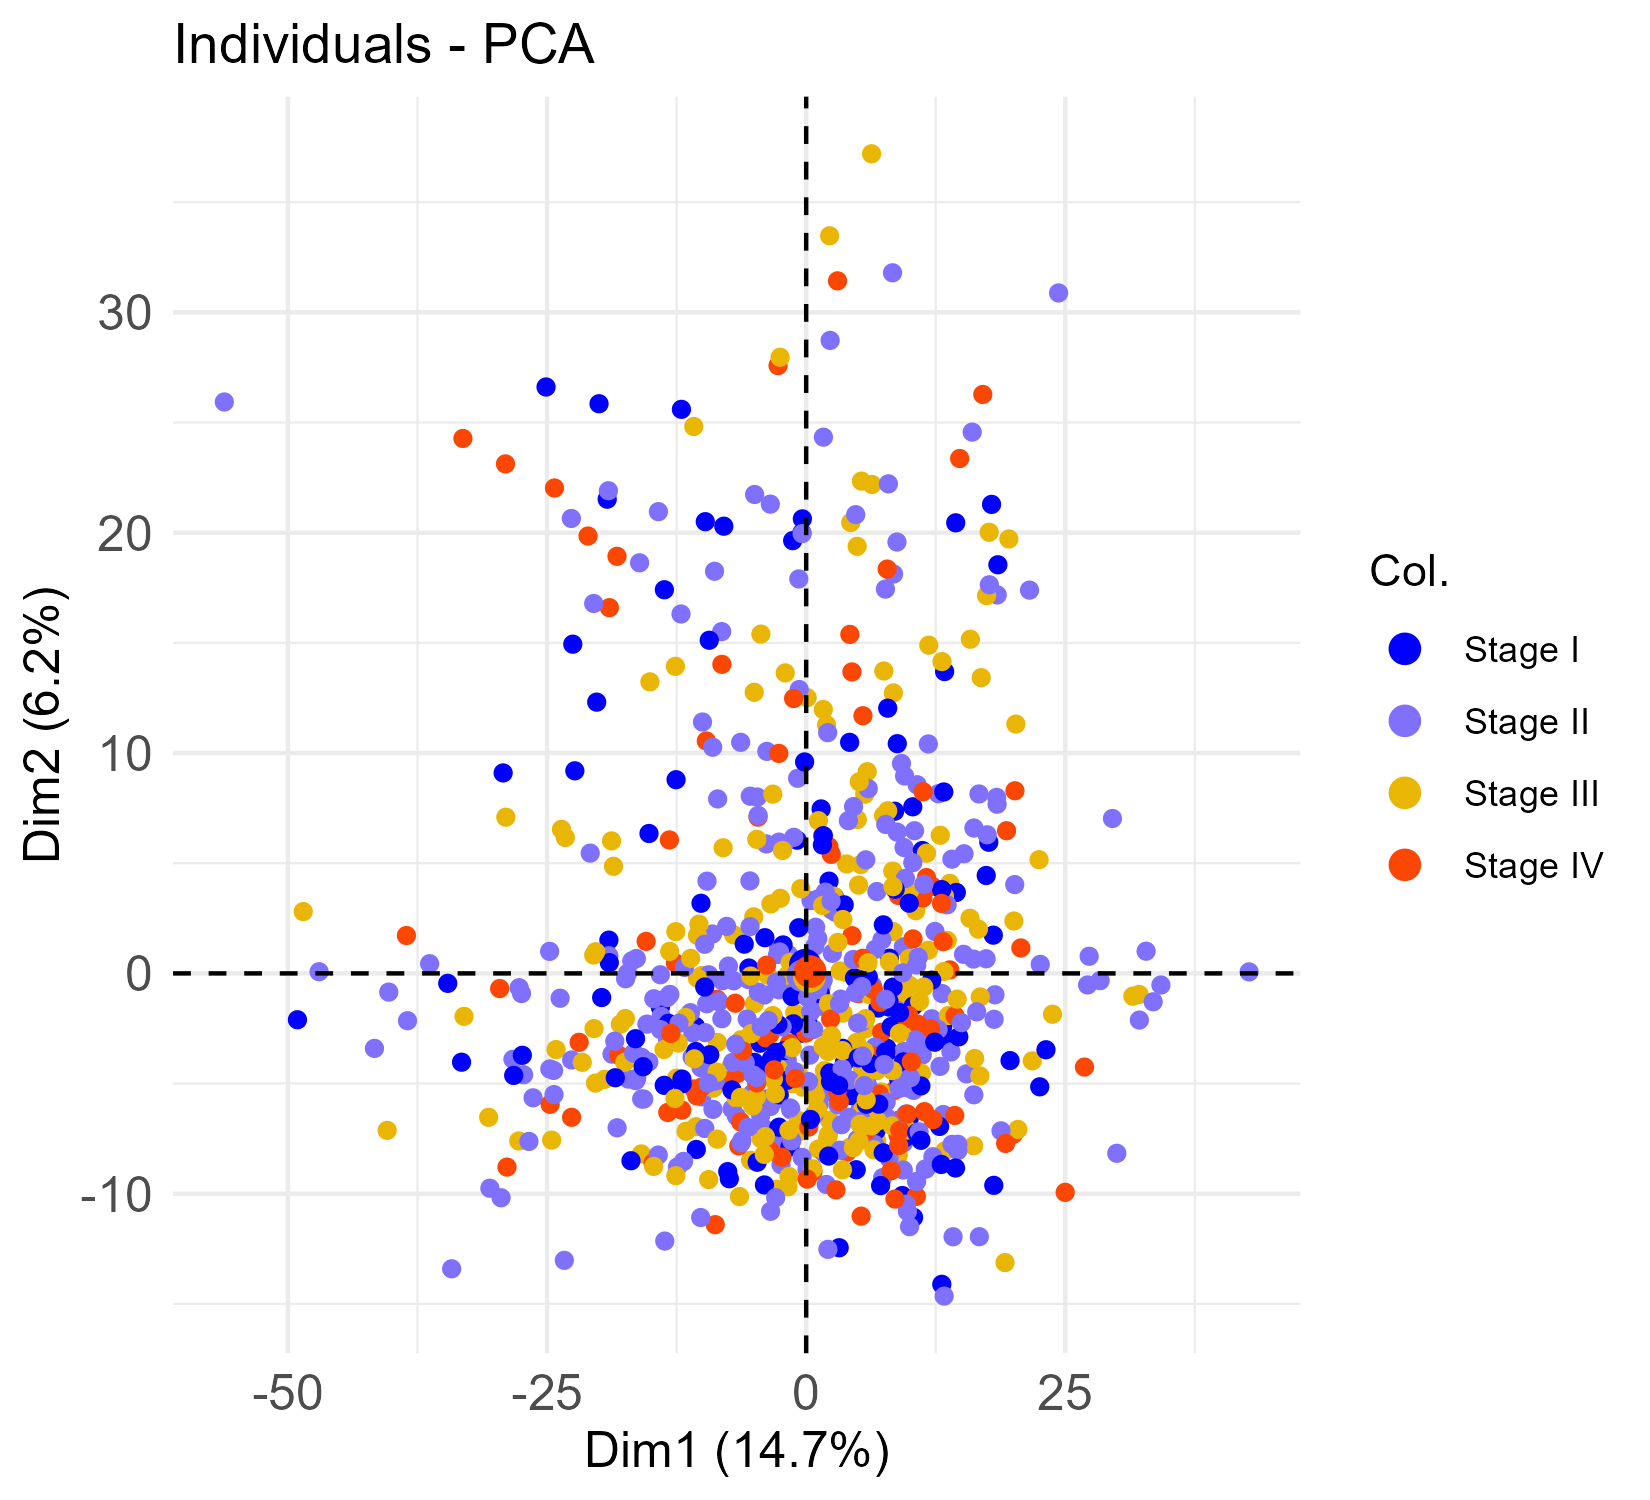 Individuals - PCA
30
20
10
0
-10
Dim2 (6.2%)
-50
-25
0
25
Dim1 (14.7%)
Col.
Stage I
Stage II
Stage III
Stage IV